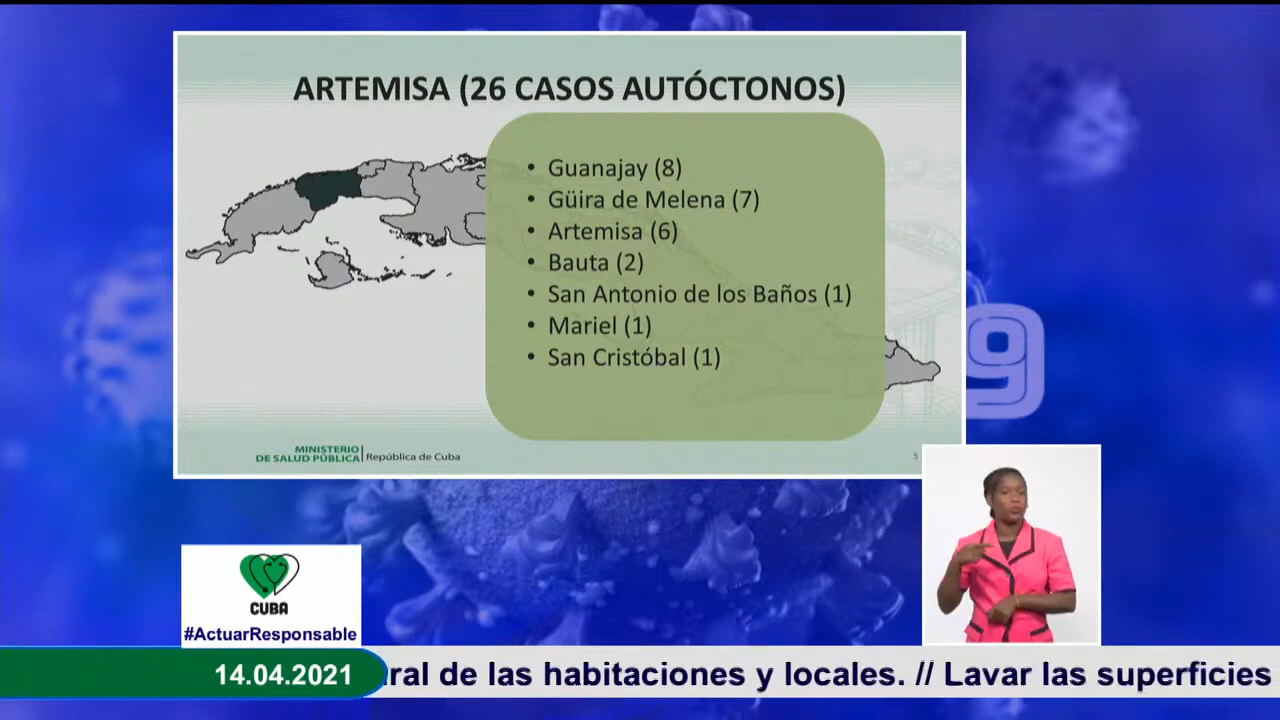 ARTEMISA (26 CASOS AUTÓCTONOS)
• Guanajay (8)
• Güira de Melena (7)
• Artemisa (6)
• Bauta (2)
• San Antonio de los Baños (1)
• Mariel (1)
• San Cristóbal (1)
MINISTERIO
DE SALUD PÚBLICA
República de Cuba
5
9
CUBA
#ActuarResponsable
14.04.2021
ral de las habitaciones y locales. // Lavar las superficies